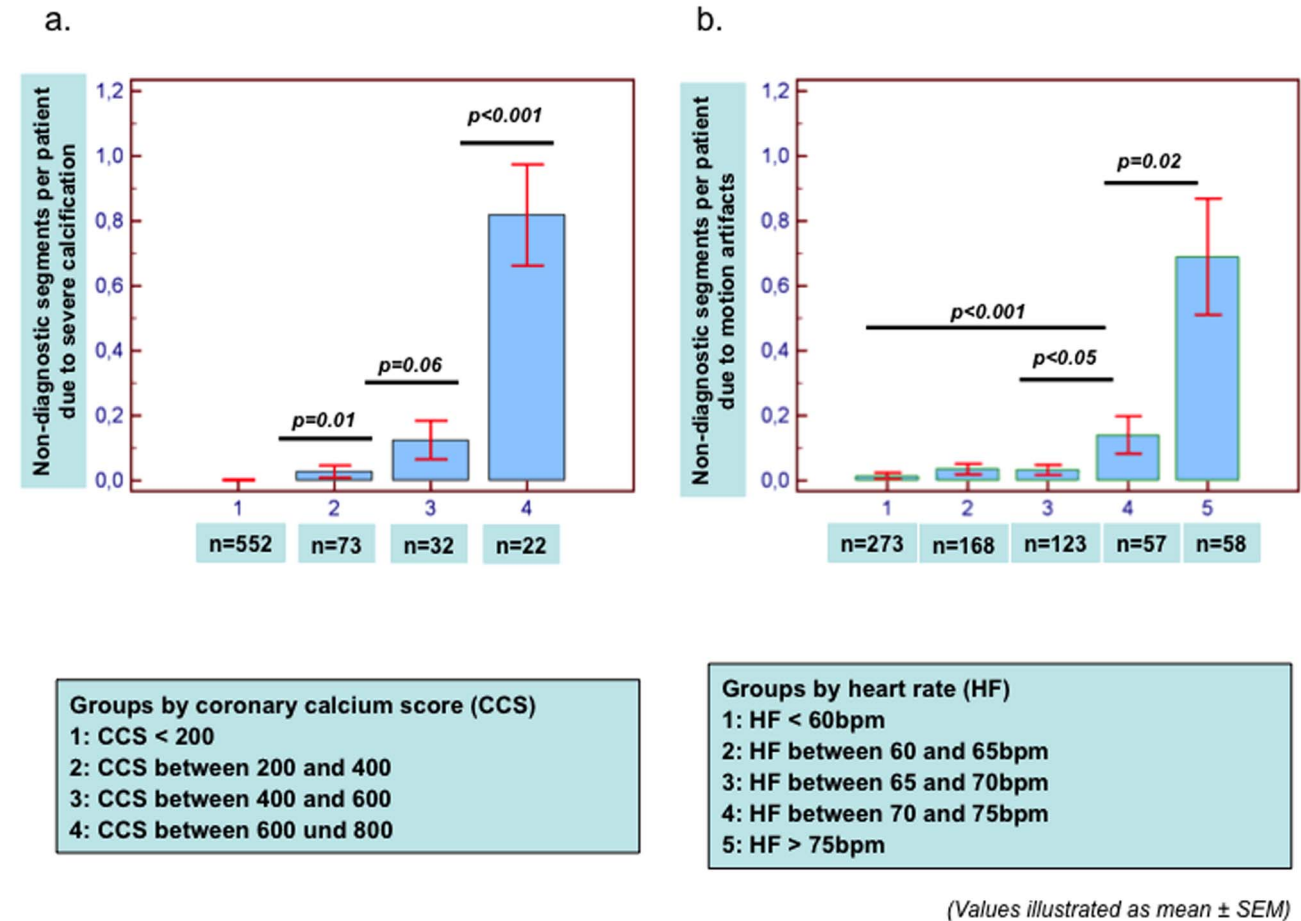 a.
Non-diagnostic segments per patient
due to severe calcification
1,2
1,0
0,8
0,6
0,4
0,2
0,0
p=0.01
p=0.06
p<0.001
1 2 3 4
n=552 n=73 n=32 n=22
Groups by coronary calcium score (CCS)
1: CCS < 200
2: CCS between 200 and 400
3: CCS between 400 and 600
4: CCS between 600 und 800
b.
Non-diagnostic segments per patient
due to motion artifacts
1,2
1,0
0,8
0,6
0,4
0,2
0,0
p<0.001
p<0.05
p=0.02
1 2 3 4 5
n=273 n=168 n=123 n=57 n=58
Groups by heart rate (HF)
1: HF < 60bpm
2: HF between 60 and 65bpm
3: HF between 65 and 70bpm
4: HF between 70 and 75bpm
5: HF > 75bpm
(Values illustrated as mean ± SEM)